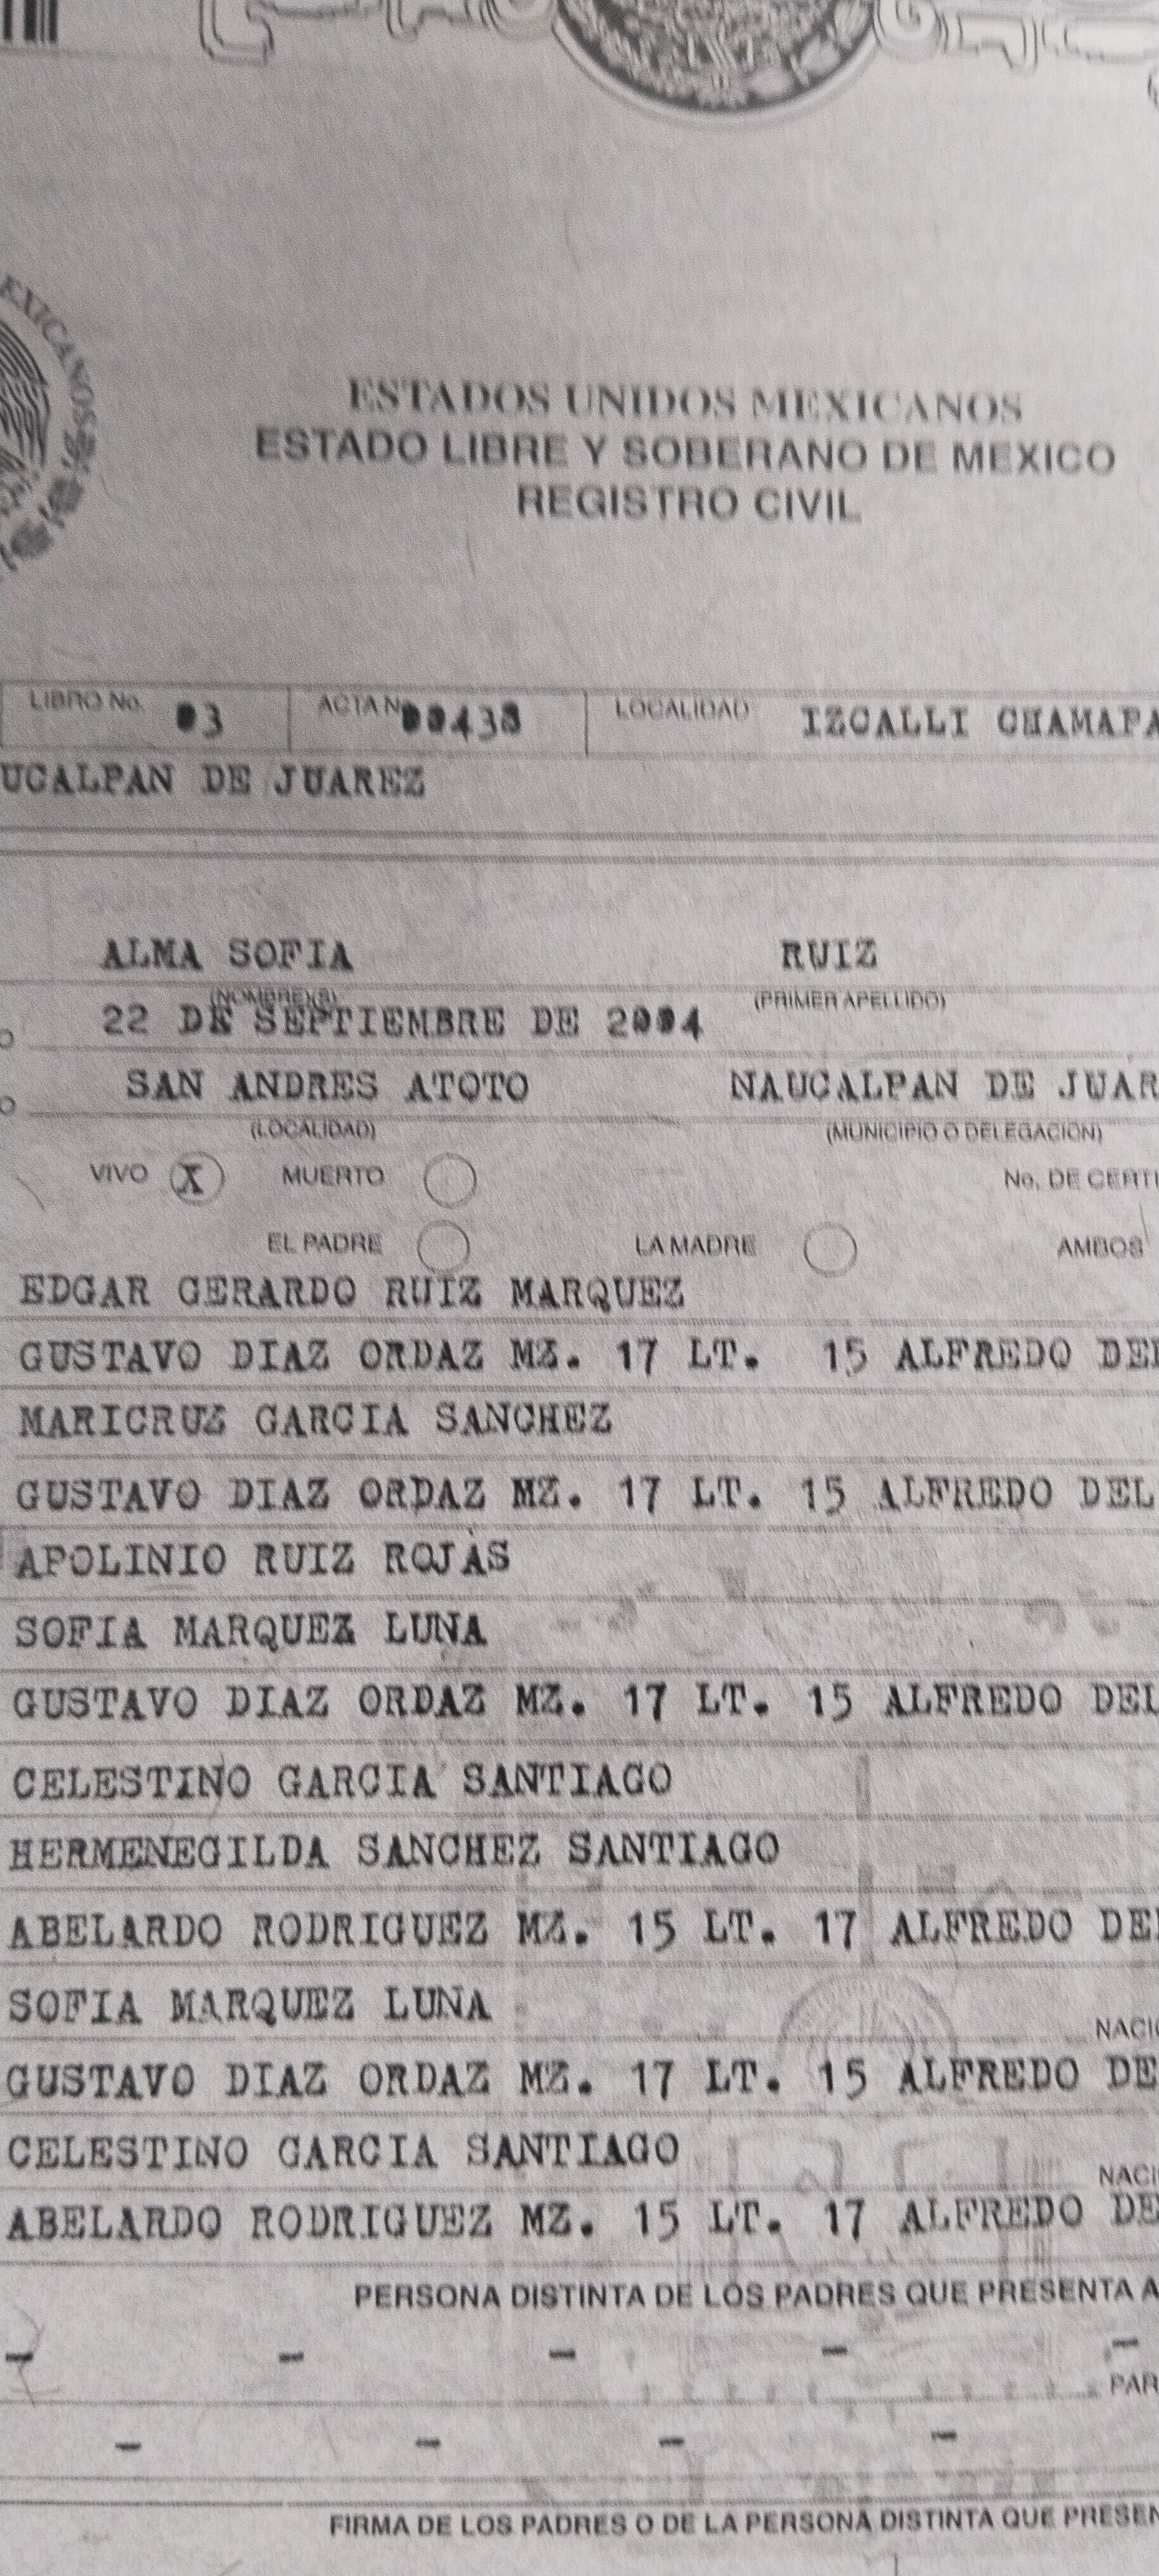 EXICANOS
ESTADOS UNIDOS MEXICANOS
ESTADO LIBRE Y SOBERANO DE MEXICO
REGISTRO CIVIL
LIBRO No. 03 ACTA N 00438 LOCALIDAD IZCALLI CHAMAPA
UCALPAN DE JUAREZ
ALMA SOFIA RUIZ
(NOMBRE(S)) (PRIMER APELLIDO)
22 DE SEPTIEMBRE DE 2004
SAN ANDRES ATOTO NAUCALPAN DE JUAR
(LOCALIDAD) (MUNICIPIO O DELEGACION)
VIVO X MUERTO No. DE CERTI
EL PADRE LA MADRE AMBOS
EDGAR GERARDO RUIZ MARQUEZ
GUSTAVO DIAZ ORDAZ MZ. 17 LT. 15 ALFREDO DEL
MARICRUZ GARCIA SANCHEZ
GUSTAVO DIAZ ORDAZ MZ. 17 LT. 15 ALFREDO DEL
APOLINIO RUIZ ROJAS
SOFIA MARQUEZ LUNA
GUSTAVO DIAZ ORDAZ MZ. 17 LT. 15 ALFREDO DEL
CELESTINO GARCIA SANTIAGO
HERMENEGILDA SANCHEZ SANTIAGO
ABELARDO RODRIGUEZ MZ. 15 LT. 17 ALFREDO DEL
SOFIA MARQUEZ LUNA
NACIO
GUSTAVO DIAZ ORDAZ MZ. 17 LT. 15 ALFREDO DE
CELESTINO GARCIA SANTIAGO
NACI
ABELARDO RODRIGUEZ MZ. 15 LT. 17 ALFREDO DE
PERSONA DISTINTA DE LOS PADRES QUE PRESENTA A
- - - - -
PAR
- - - -
FIRMA DE LOS PADRES O DE LA PERSONA DISTINTA QUE PRESEN